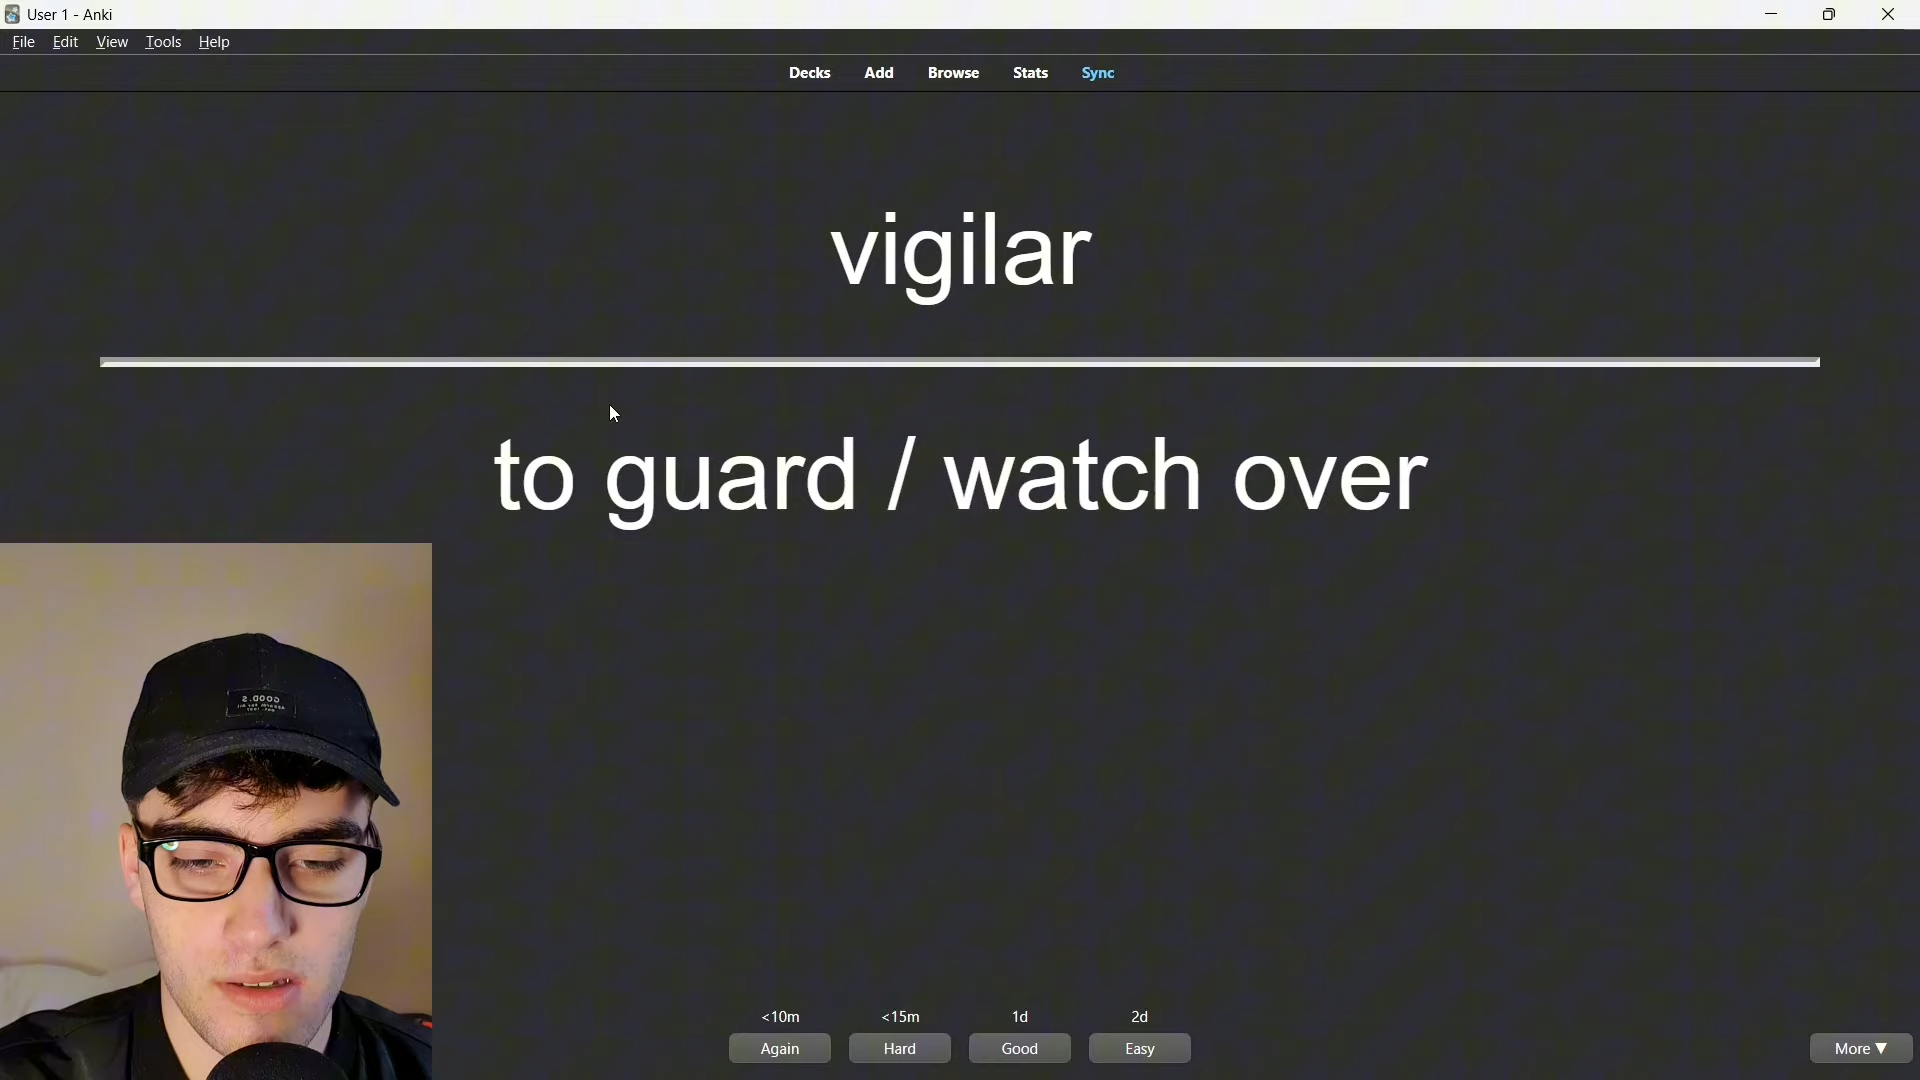 User 1 - Anki
File Edit View Tools Help
Decks Add Browse Stats Sync
vigilar
to guard / watch over
GOOD.S
<10m <15m 1d 2d
Again Hard Good Easy
More ▼